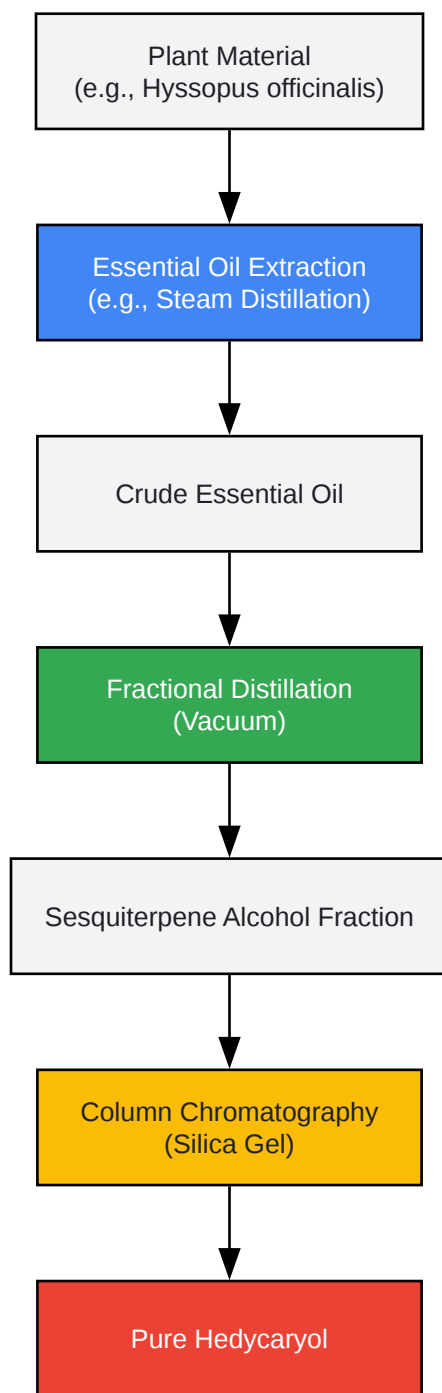 Plant Material
(e.g., Hyssopus officinalis)
Essential Oil Extraction
(e.g., Steam Distillation)
Crude Essential Oil
Fractional Distillation
(Vacuum)
Sesquiterpene Alcohol Fraction
Column Chromatography
(Silica Gel)
Pure Hedycaryol